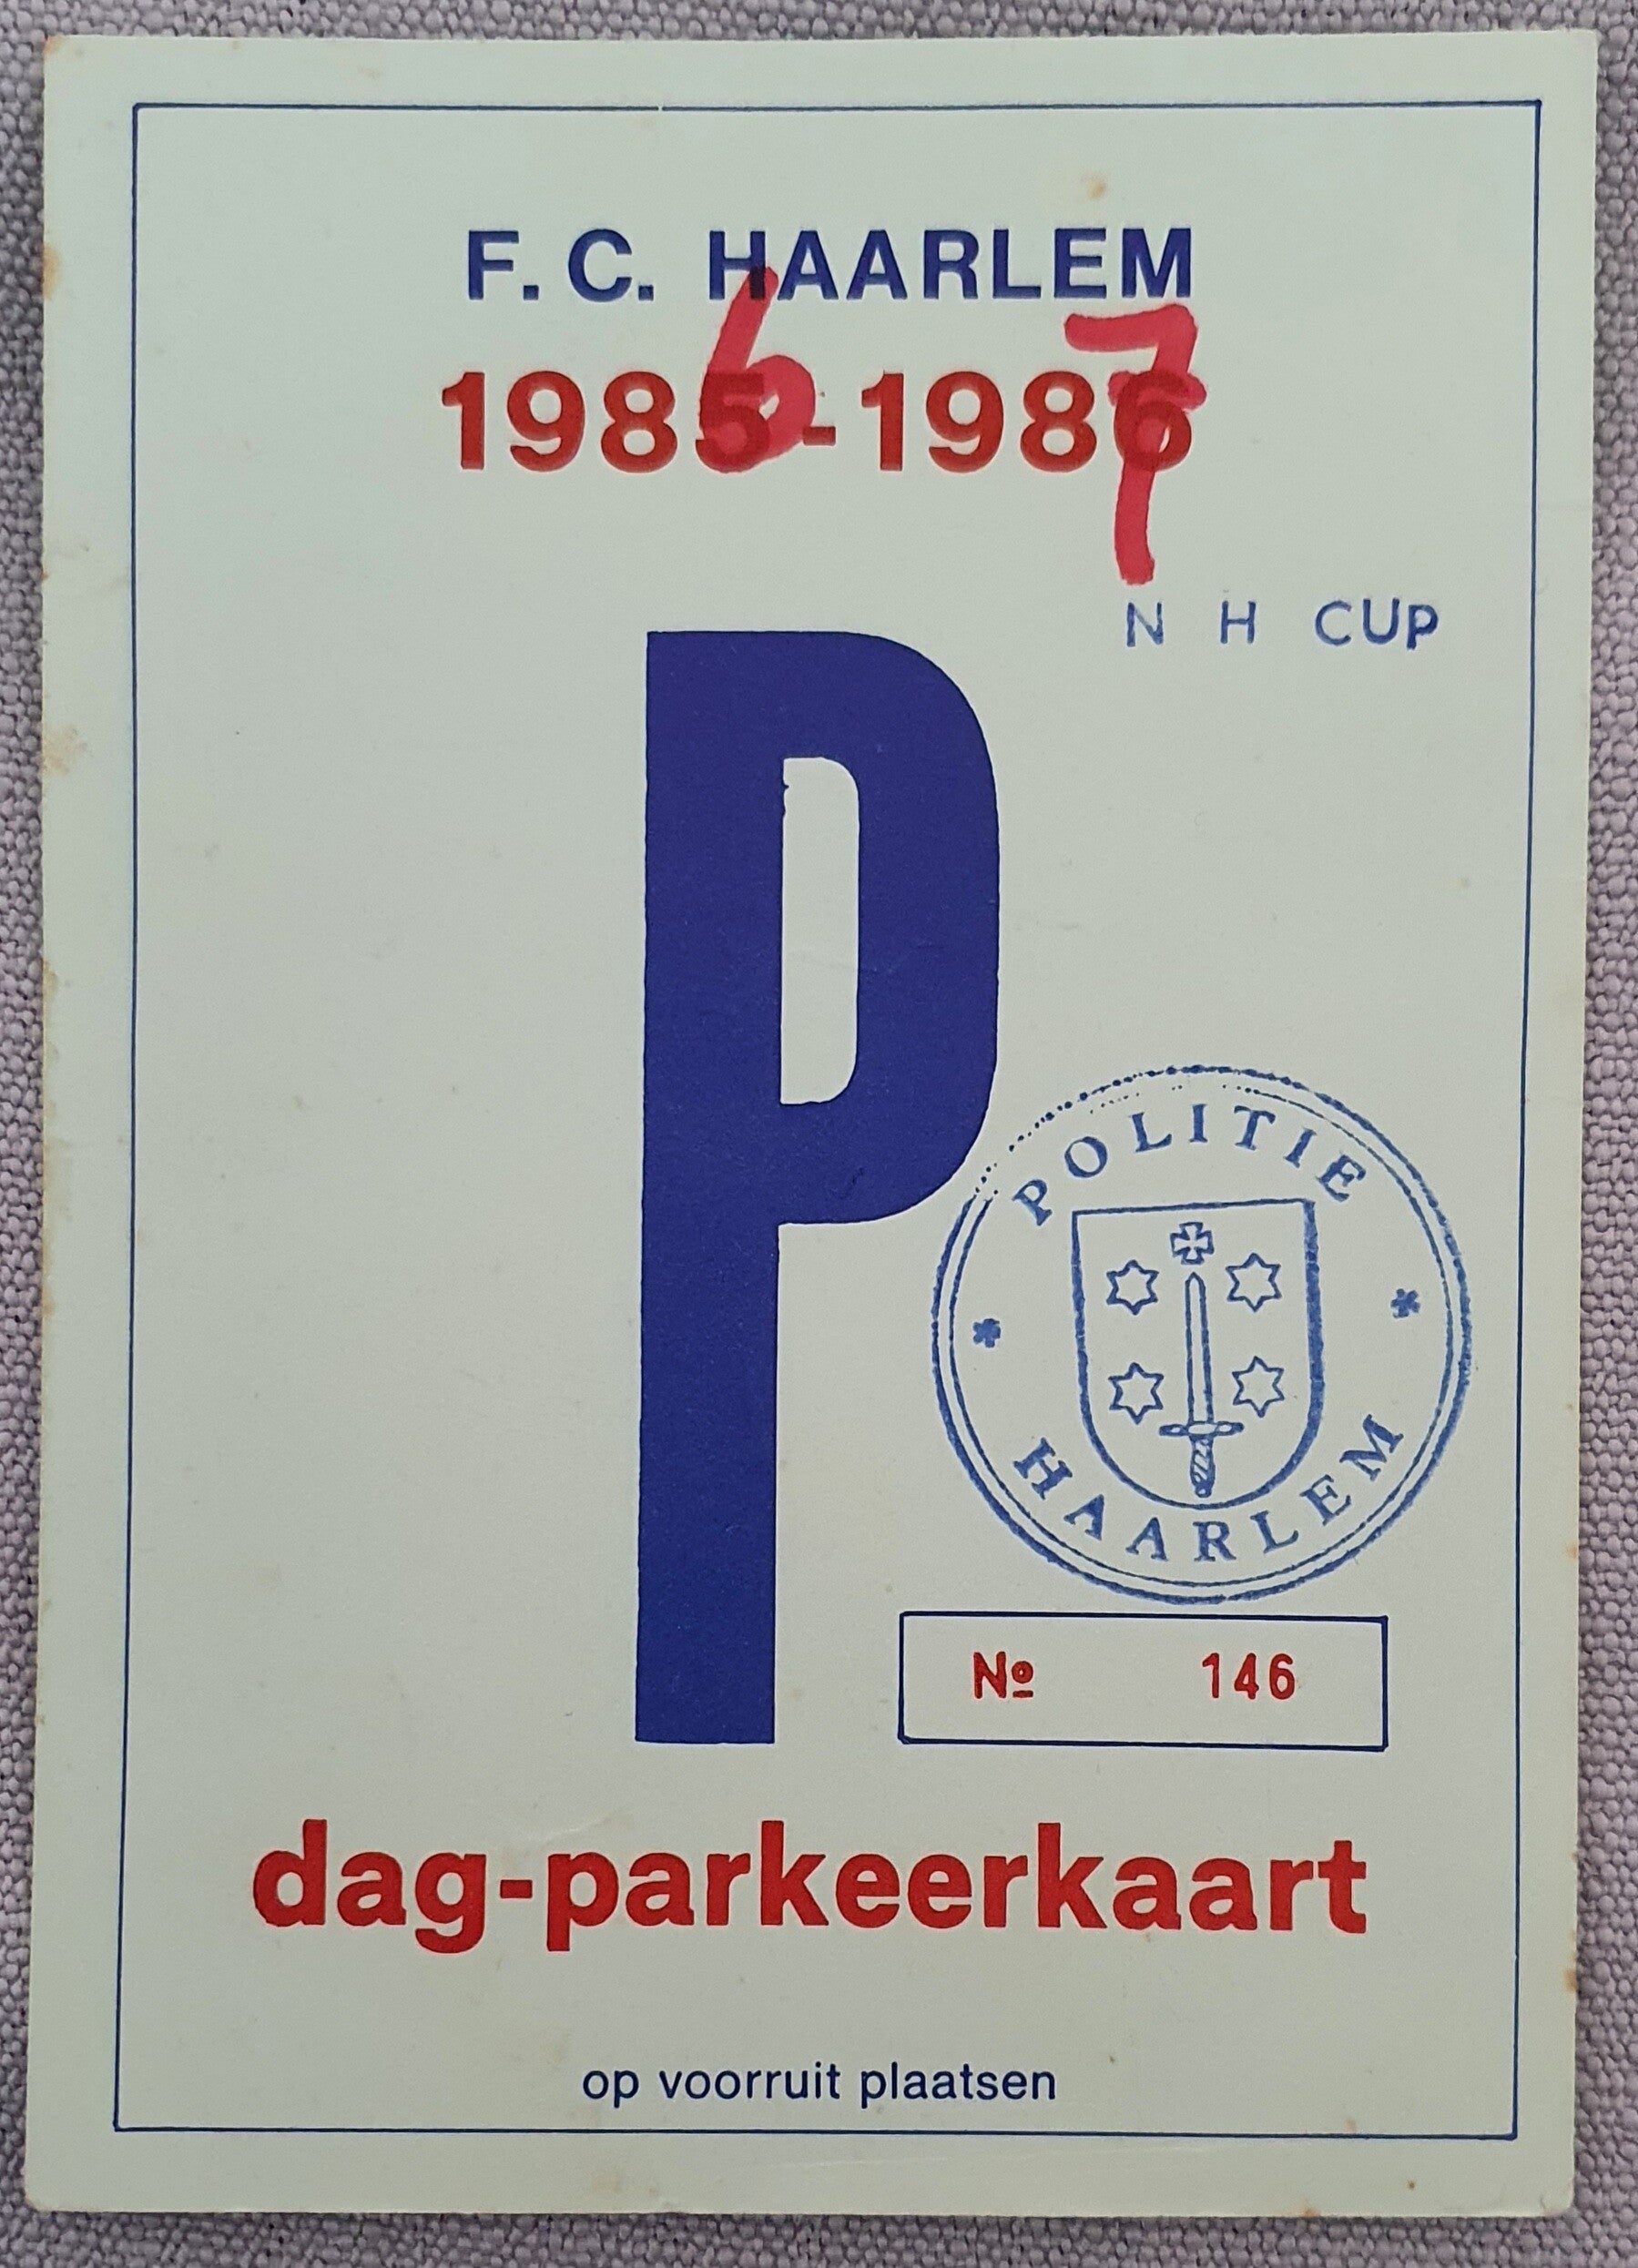 F. C. HAARLEM
6 7
1985-1986
N H CUP
P
POLITIE
HAARLEM
Nº 146
dag-parkeerkaart
op voorruit plaatsen